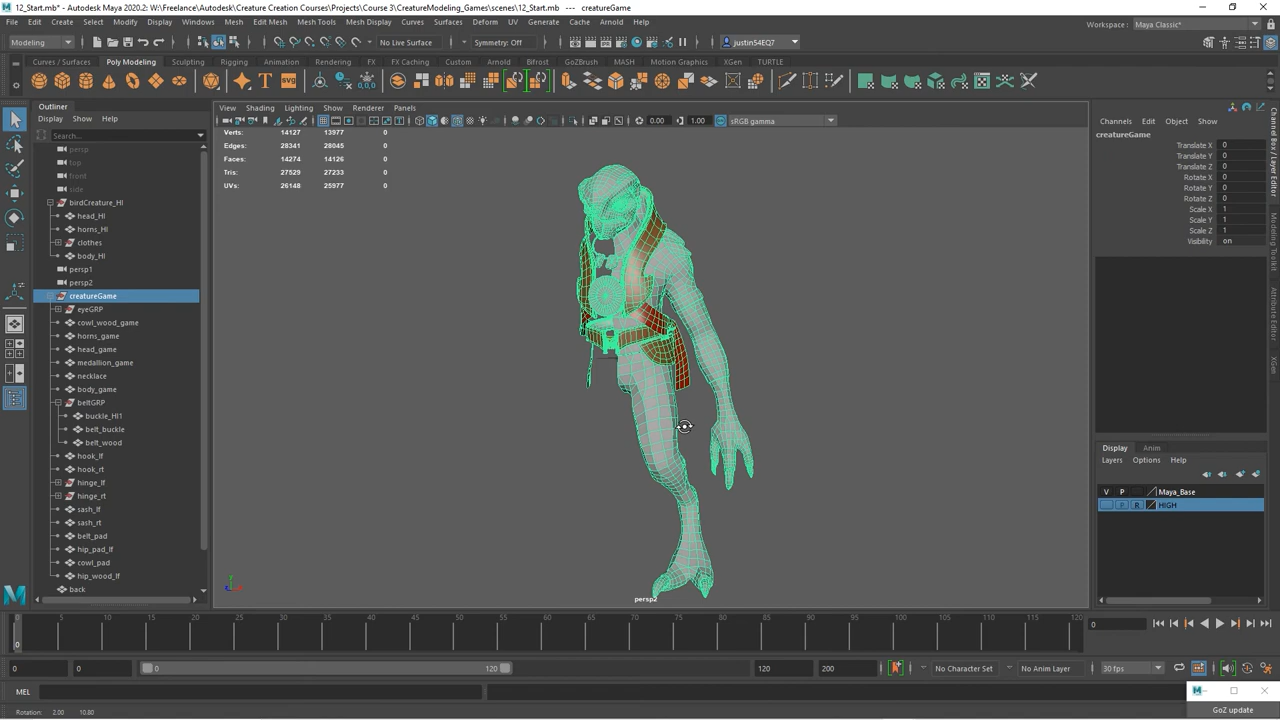 12_Start.mb* - Autodesk Maya 2020.2: W:\Freelance\Creature Creation Courses\Projects\Course 3\CreatureModeling_Games\scenes\12_Start.mb --- creatureGame
File Edit Create Select Modify Display Windows Mesh Edit Mesh Mesh Tools Mesh Display Curves Surfaces Deform UV Generate Cache Arnold Help
Workspace : Maya Classic*
Modeling
No Live Surface
Symmetry: Off
justin54EQ7
Curves / Surfaces Poly Modeling Sculpting Rigging Animation Rendering FX FX Caching Custom Arnold Bifrost GoZBrush MASH Motion Graphics XGen TURTLE
Outliner
Display Show Help
Search...
persp
top
front
side
birdCreature_HI
head_HI
horns_HI
clothes
body_HI
persp1
persp2
creatureGame
eyeGRP
cowl_wood_game
horns_game
head_game
medallion_game
necklace
body_game
beltGRP
buckle_HI1
belt_buckle
belt_wood
hook_lf
hook_rt
hinge_lf
hinge_rt
sash_lf
sash_rt
belt_pad
hip_pad_lf
cowl_pad
hip_wood_lf
back
View Shading Lighting Show Renderer Panels
0.00 1.00 sRGB gamma
Verts: 14127 13977 0
Edges: 28341 28045 0
Faces: 14274 14126 0
Tris: 27529 27233 0
UVs: 26148 25977 0
persp2
Channels Edit Object Show
creatureGame
Translate X 0
Translate Y 0
Translate Z 0
Rotate X 0
Rotate Y 0
Rotate Z 0
Scale X 1
Scale Y 1
Scale Z 1
Visibility on
Channel Box / Layer Editor
Modeling Toolkit
Attribute Editor
XGen
Display Anim
Layers Options Help
V P Maya_Base
R HIGH
0 5 10 15 20 25 30 35 40 45 50 55 60 65 70 75 80 85 90 95 100 105 110 115 120
0
0
0 0 0 120 120 200 No Character Set No Anim Layer 30 fps
MEL
GoZ update
Rotation: 2.00 10.80